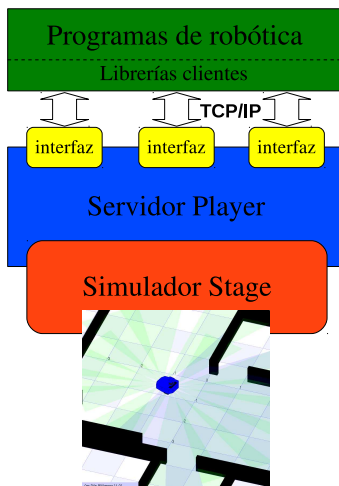 Programas de robótica
Librerías clientes
TCP/IP
interfaz interfaz interfaz
Servidor Player
Simulador Stage